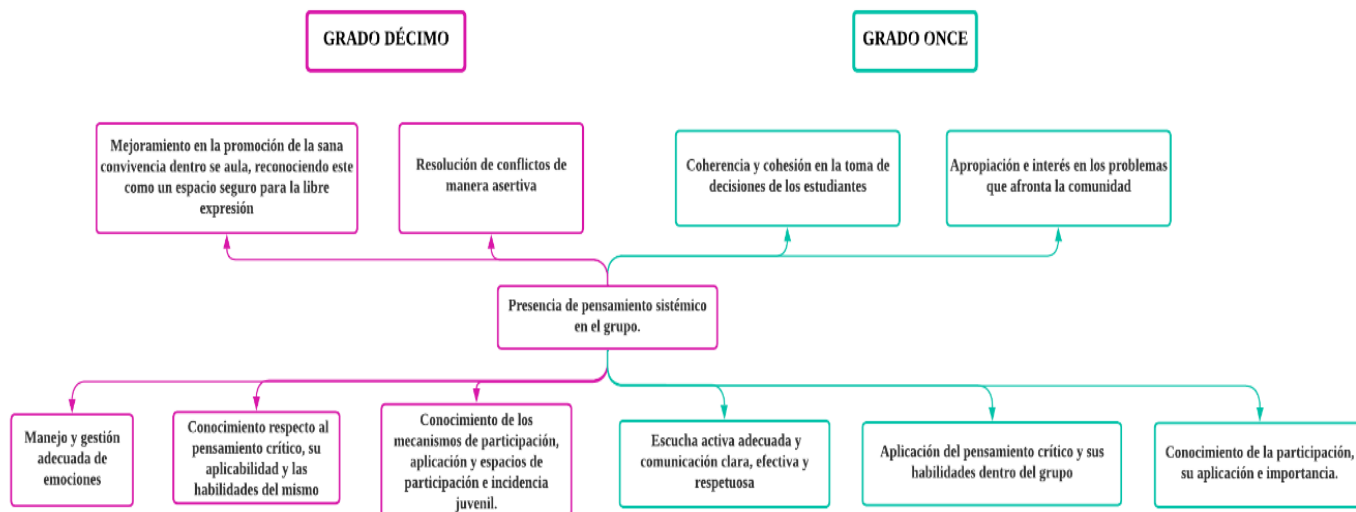 GRADO DÉCIMO
GRADO ONCE
Mejoramiento en la promoción de la sana
convivencia dentro se aula, reconociendo este
como un espacio seguro para la libre
expresión
Resolución de conflictos de
manera asertiva
Coherencia y cohesión en la toma de
decisiones de los estudiantes
Apropiación e interés en los problemas
que afronta la comunidad
Presencia de pensamiento sistémico
en el grupo.
Manejo y gestión
adecuada de
emociones
Conocimiento respecto al
pensamiento crítico, su
aplicabilidad y las
habilidades del mismo
Conocimiento de los
mecanismos de participación,
aplicación y espacios de
participación e incidencia
juvenil.
Escucha activa adecuada y
comunicación clara, efectiva y
respetuosa
Aplicación del pensamiento crítico y sus
habilidades dentro del grupo
Conocimiento de la participación,
su aplicación e importancia.